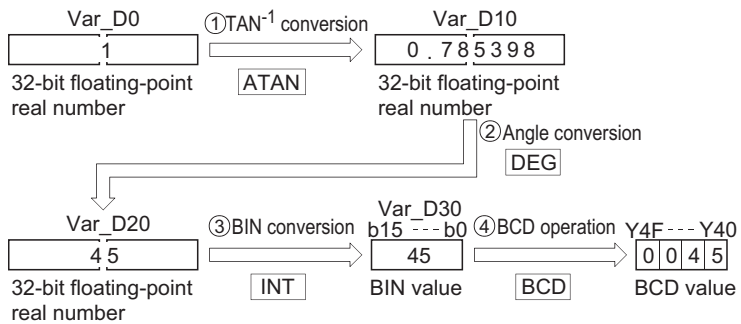 Var_D0
1
32-bit floating-point
real number
①TAN-1 conversion
ATAN
Var_D10
0.785398
32-bit floating-point
real number
②Angle conversion
DEG
Var_D20
45
32-bit floating-point
real number
③BIN conversion
INT
Var_D30
b15 --- b0
45
BIN value
④BCD operation
BCD
Y4F --- Y40
0 0 4 5
BCD value